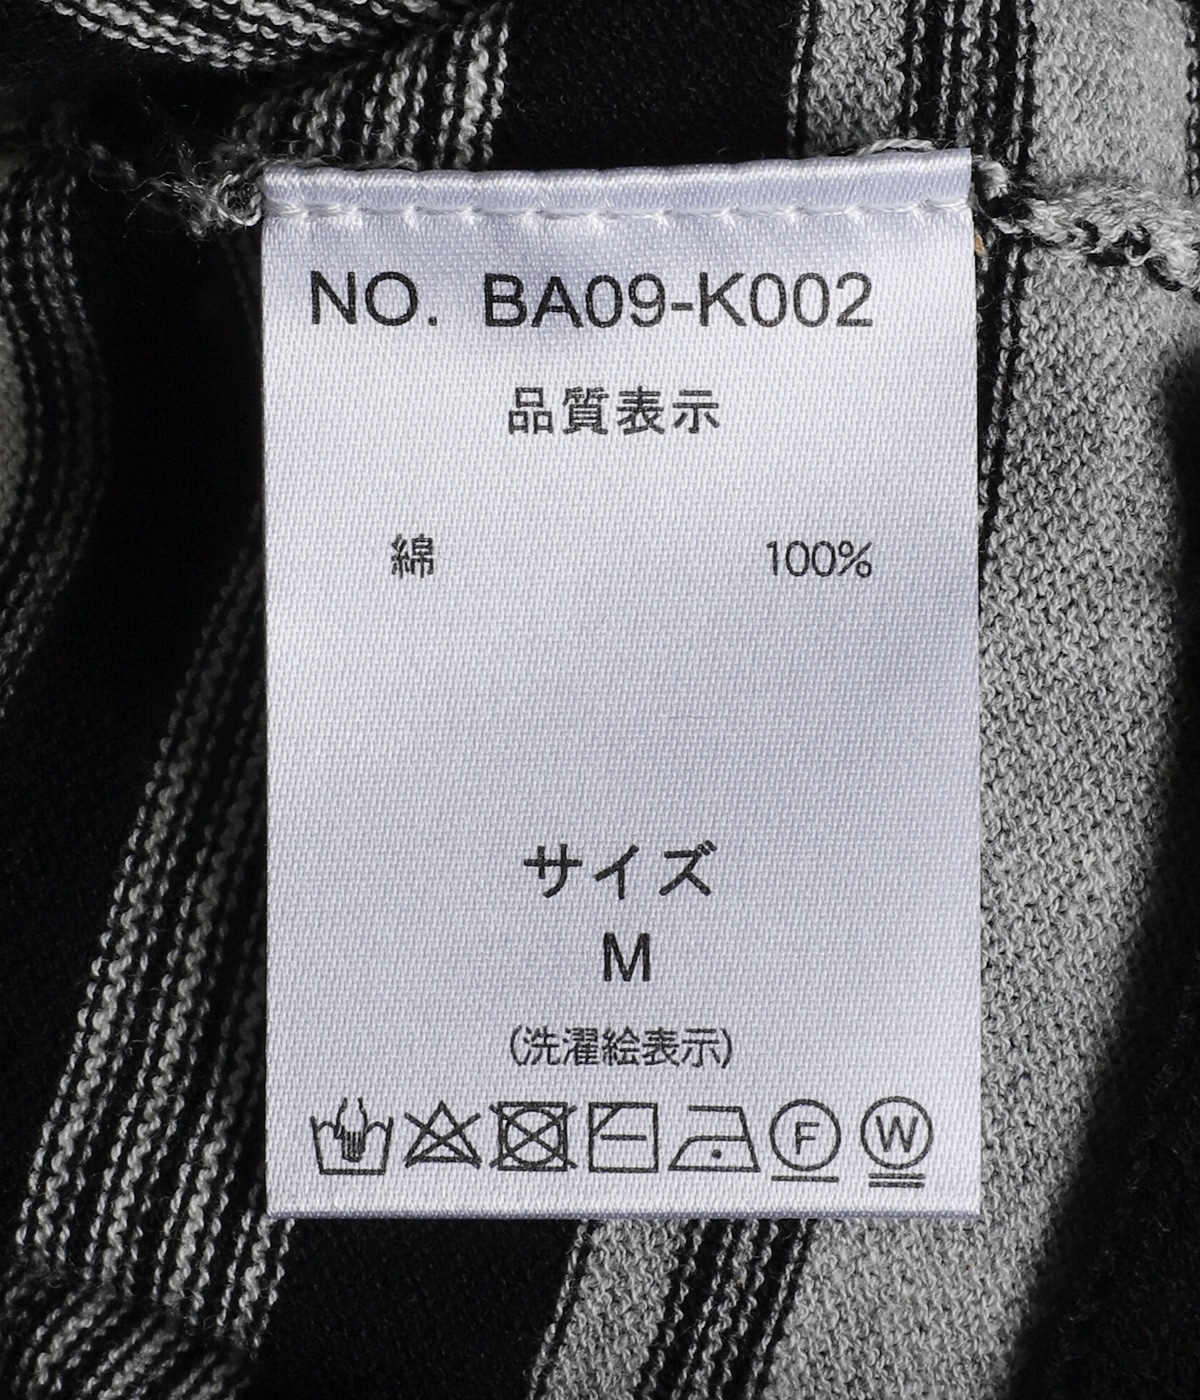 NO. BA09-K002
品質表示
綿 100%
サイズ
M
(洗濯絵表示)
F W